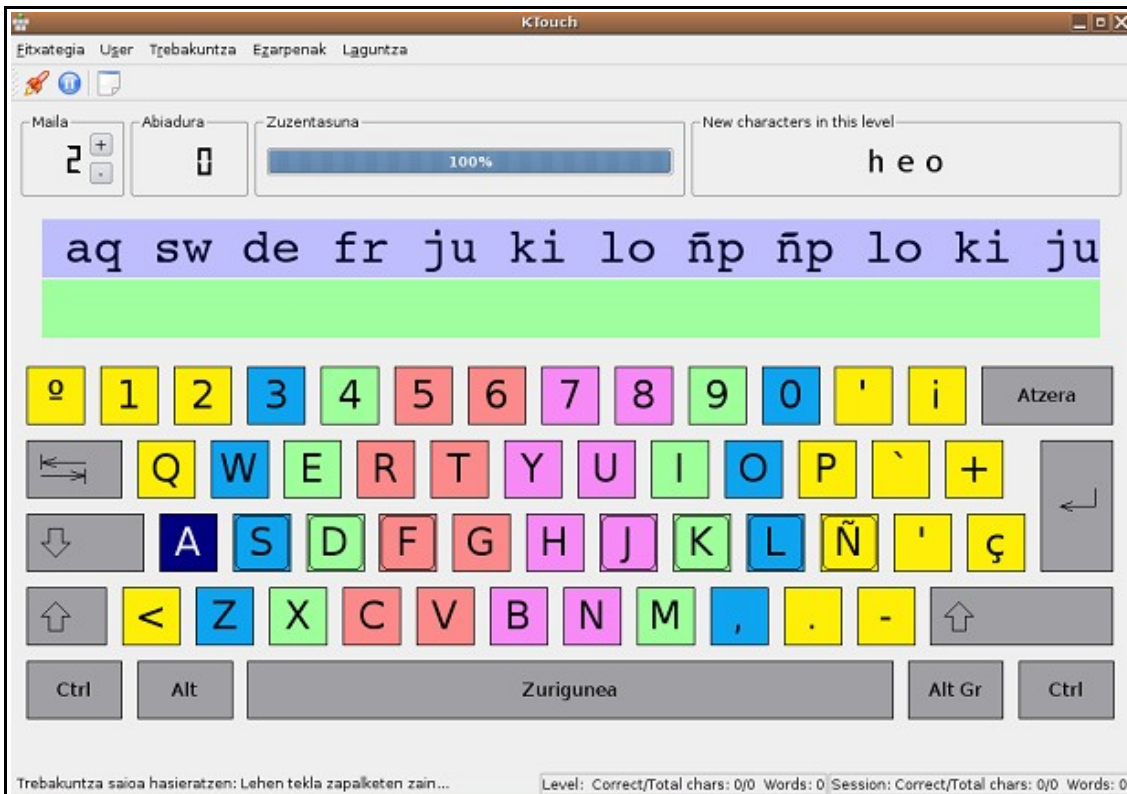 KTouch
Fitxategia User Trebakuntza Ezarpenak Laguntza
Maila Abiadura Zuzentasuna New characters in this level
2 + - 0 100% h e o
aq sw de fr ju ki lo ñp ñp lo ki ju
º 1 2 3 4 5 6 7 8 9 0 ' i Atzera
Q W E R T Y U I O P ` +
A S D F G H J K L Ñ ' ç
< Z X C V B N M , . -
Ctrl Alt Zurigunea Alt Gr Ctrl
Trebakuntza saioa hasieratzen: Lehen tekla zapalketen zain... Level: Correct/Total chars: 0/0 Words: 0 Session: Correct/Total chars: 0/0 Words: 0